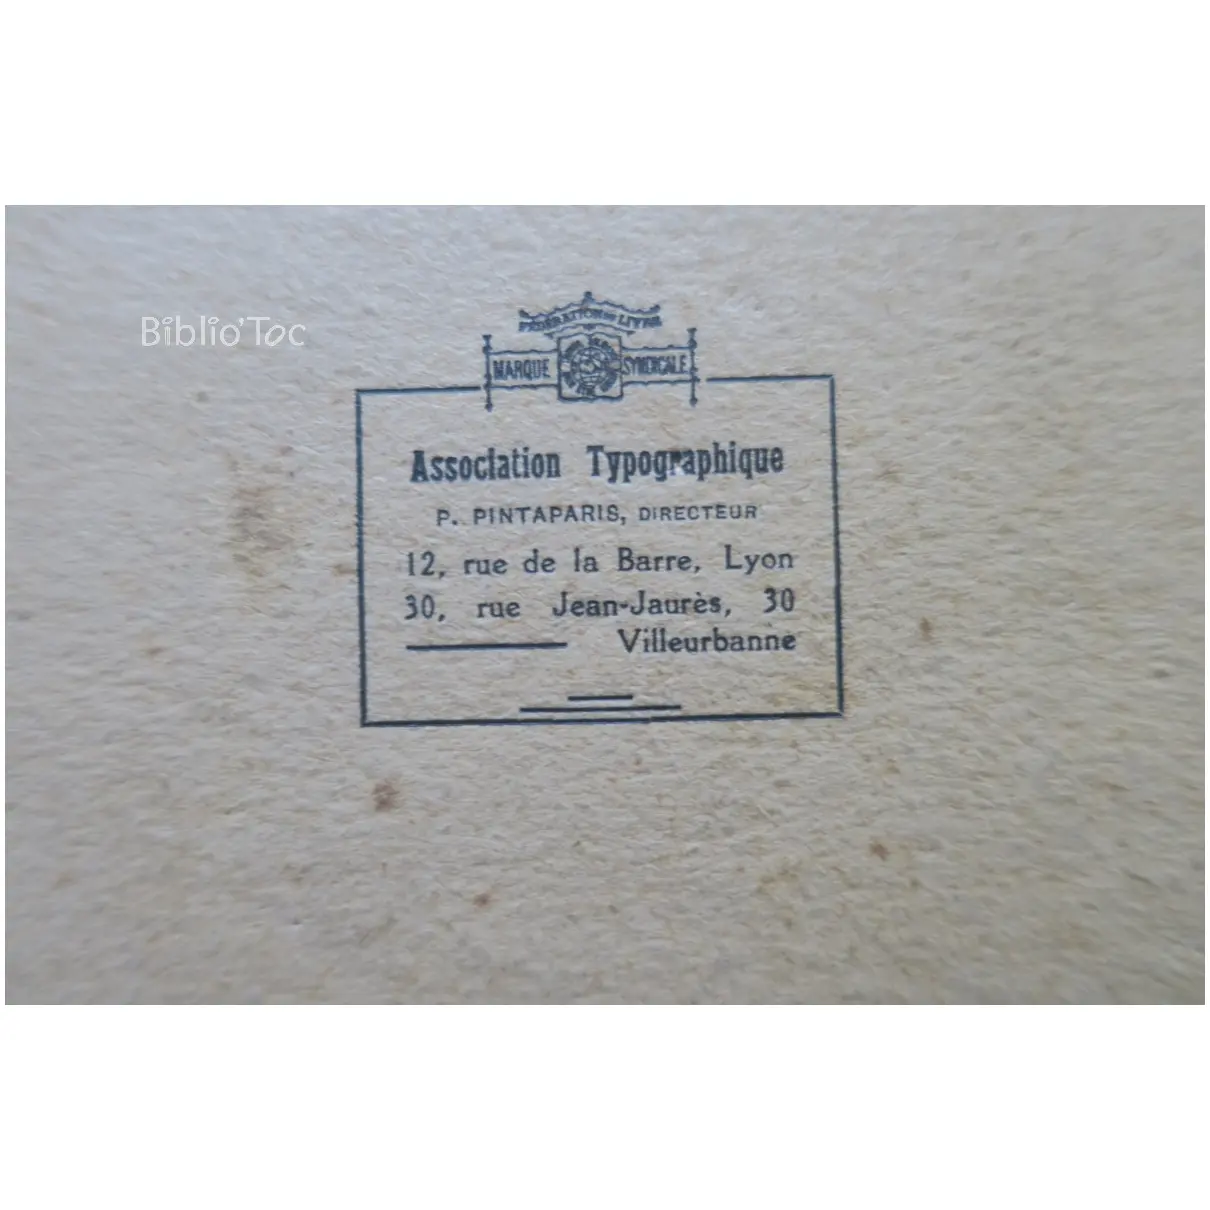 Biblio'Toc
FÉDÉRATION DU LIVRE
MARQUE SYNDICALE
Association Typographique
P. PINTAPARIS, DIRECTEUR
12, rue de la Barre, Lyon
30, rue Jean-Jaurès, 30
Villeurbanne